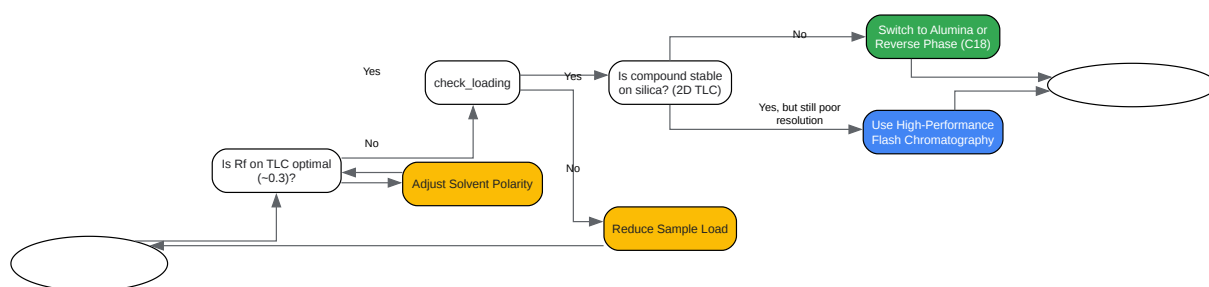 No
Switch to Alumina or
Reverse Phase (C18)
Yes
check_loading
Yes
Is compound stable
on silica? (2D TLC)
Yes, but still poor
resolution
Use High-Performance
Flash Chromatography
No
Is Rf on TLC optimal
(~0.3)?
Adjust Solvent Polarity
No
Reduce Sample Load